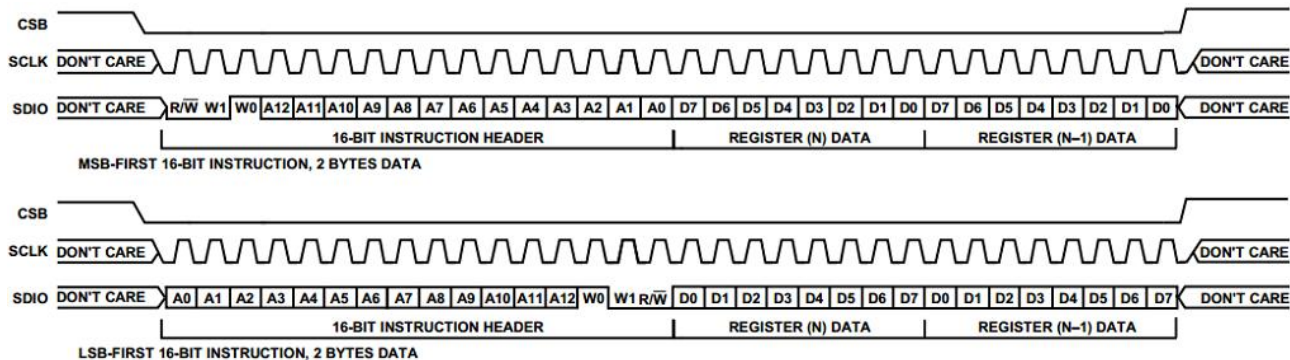 CSB
SCLK DON'T CARE DON'T CARE
SDIO DON'T CARE R/W̅ W1 W0 A12 A11 A10 A9 A8 A7 A6 A5 A4 A3 A2 A1 A0 D7 D6 D5 D4 D3 D2 D1 D0 D7 D6 D5 D4 D3 D2 D1 D0 DON'T CARE
16-BIT INSTRUCTION HEADER REGISTER (N) DATA REGISTER (N–1) DATA
MSB-FIRST 16-BIT INSTRUCTION, 2 BYTES DATA
CSB
SCLK DON'T CARE DON'T CARE
SDIO DON'T CARE A0 A1 A2 A3 A4 A5 A6 A7 A8 A9 A10 A11 A12 W0 W1 R/W̅ D0 D1 D2 D3 D4 D5 D6 D7 D0 D1 D2 D3 D4 D5 D6 D7 DON'T CARE
16-BIT INSTRUCTION HEADER REGISTER (N) DATA REGISTER (N–1) DATA
LSB-FIRST 16-BIT INSTRUCTION, 2 BYTES DATA